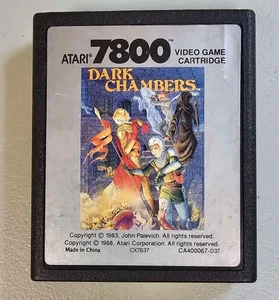 ATARI 7800 VIDEO GAME CARTRIDGE
DARK
CHAMBERS™
Copyright © 1983, John Palevich. All rights reserved.
Copyright © 1988, Atari Corporation. All rights reserved.
Made in China CX7837 CA400067-037